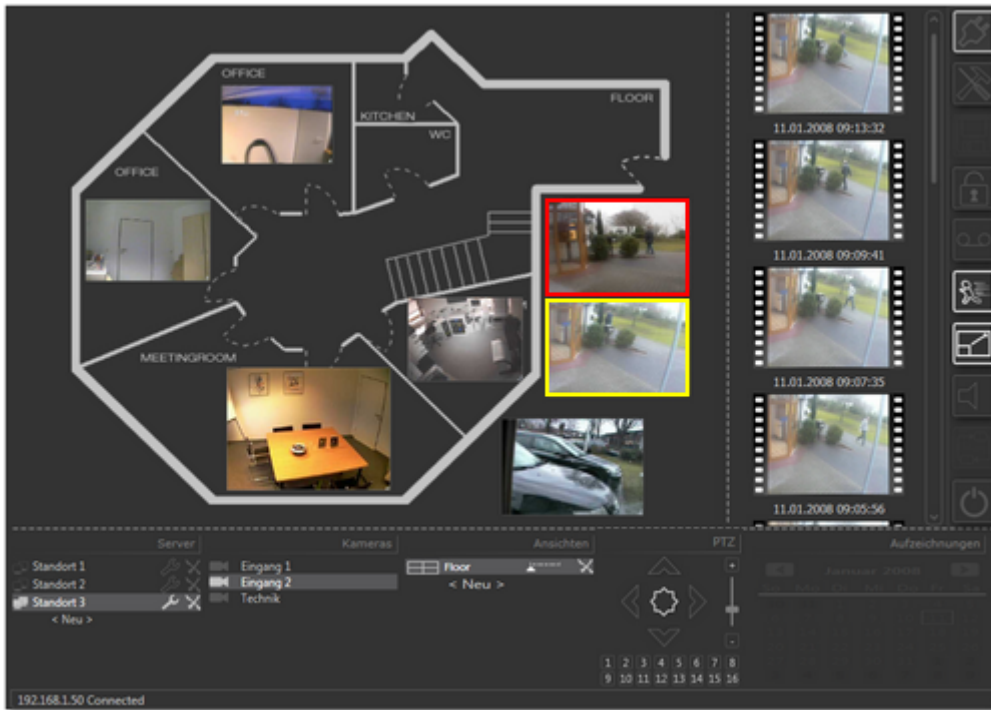 OFFICE
FLOOR
KITCHEN
WC
OFFICE
MEETINGROOM
11.01.2008 09:13:32
11.01.2008 09:09:41
11.01.2008 09:07:35
11.01.2008 09:05:56
Server
Kameras
Ansichten
PTZ
Aufzeichnungen
Standort 1
Standort 2
Standort 3
< Neu >
Eingang 1
Eingang 2
Technik
Floor
< Neu >
+
-
1 2 3 4 5 6 7 8
9 10 11 12 13 14 15 16
Januar 2008
192.168.1.50 Connected